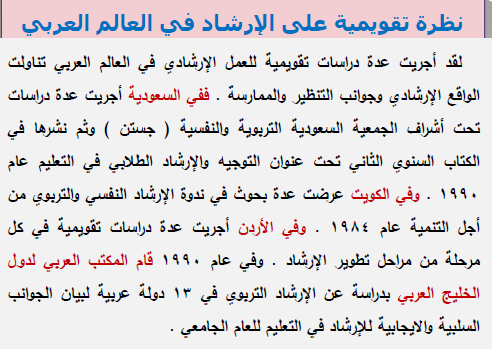 نظرة تقويمية على الإرشاد في العالم العربي
لقد أجريت عدة دراسات تقويمية للعمل الإرشادي في العالم العربي تناولت
الواقع الإرشادي وجوانب التنظير والممارسة . ففي السعودية أجريت عدة دراسات
تحت أشراف الجمعية السعودية التربوية والنفسية ( جستن ) وتم نشرها في
الكتاب السنوي الثاني تحت عنوان التوجيه والإرشاد الطلابي في التعليم عام
١٩٩٠ . وفي الكويت عرضت عدة بحوث في ندوة الإرشاد النفسي والتربوي من
أجل التنمية عام ١٩٨٤ . وفي الأردن أجريت عدة دراسات تقويمية في كل
مرحلة من مراحل تطوير الإرشاد . وفي عام ١٩٩٠ قام المكتب العربي لدول
الخليج العربي بدراسة عن الإرشاد التربوي في ١٣ دولة عربية لبيان الجوانب
السلبية والايجابية للإرشاد في التعليم للعام الجامعي .